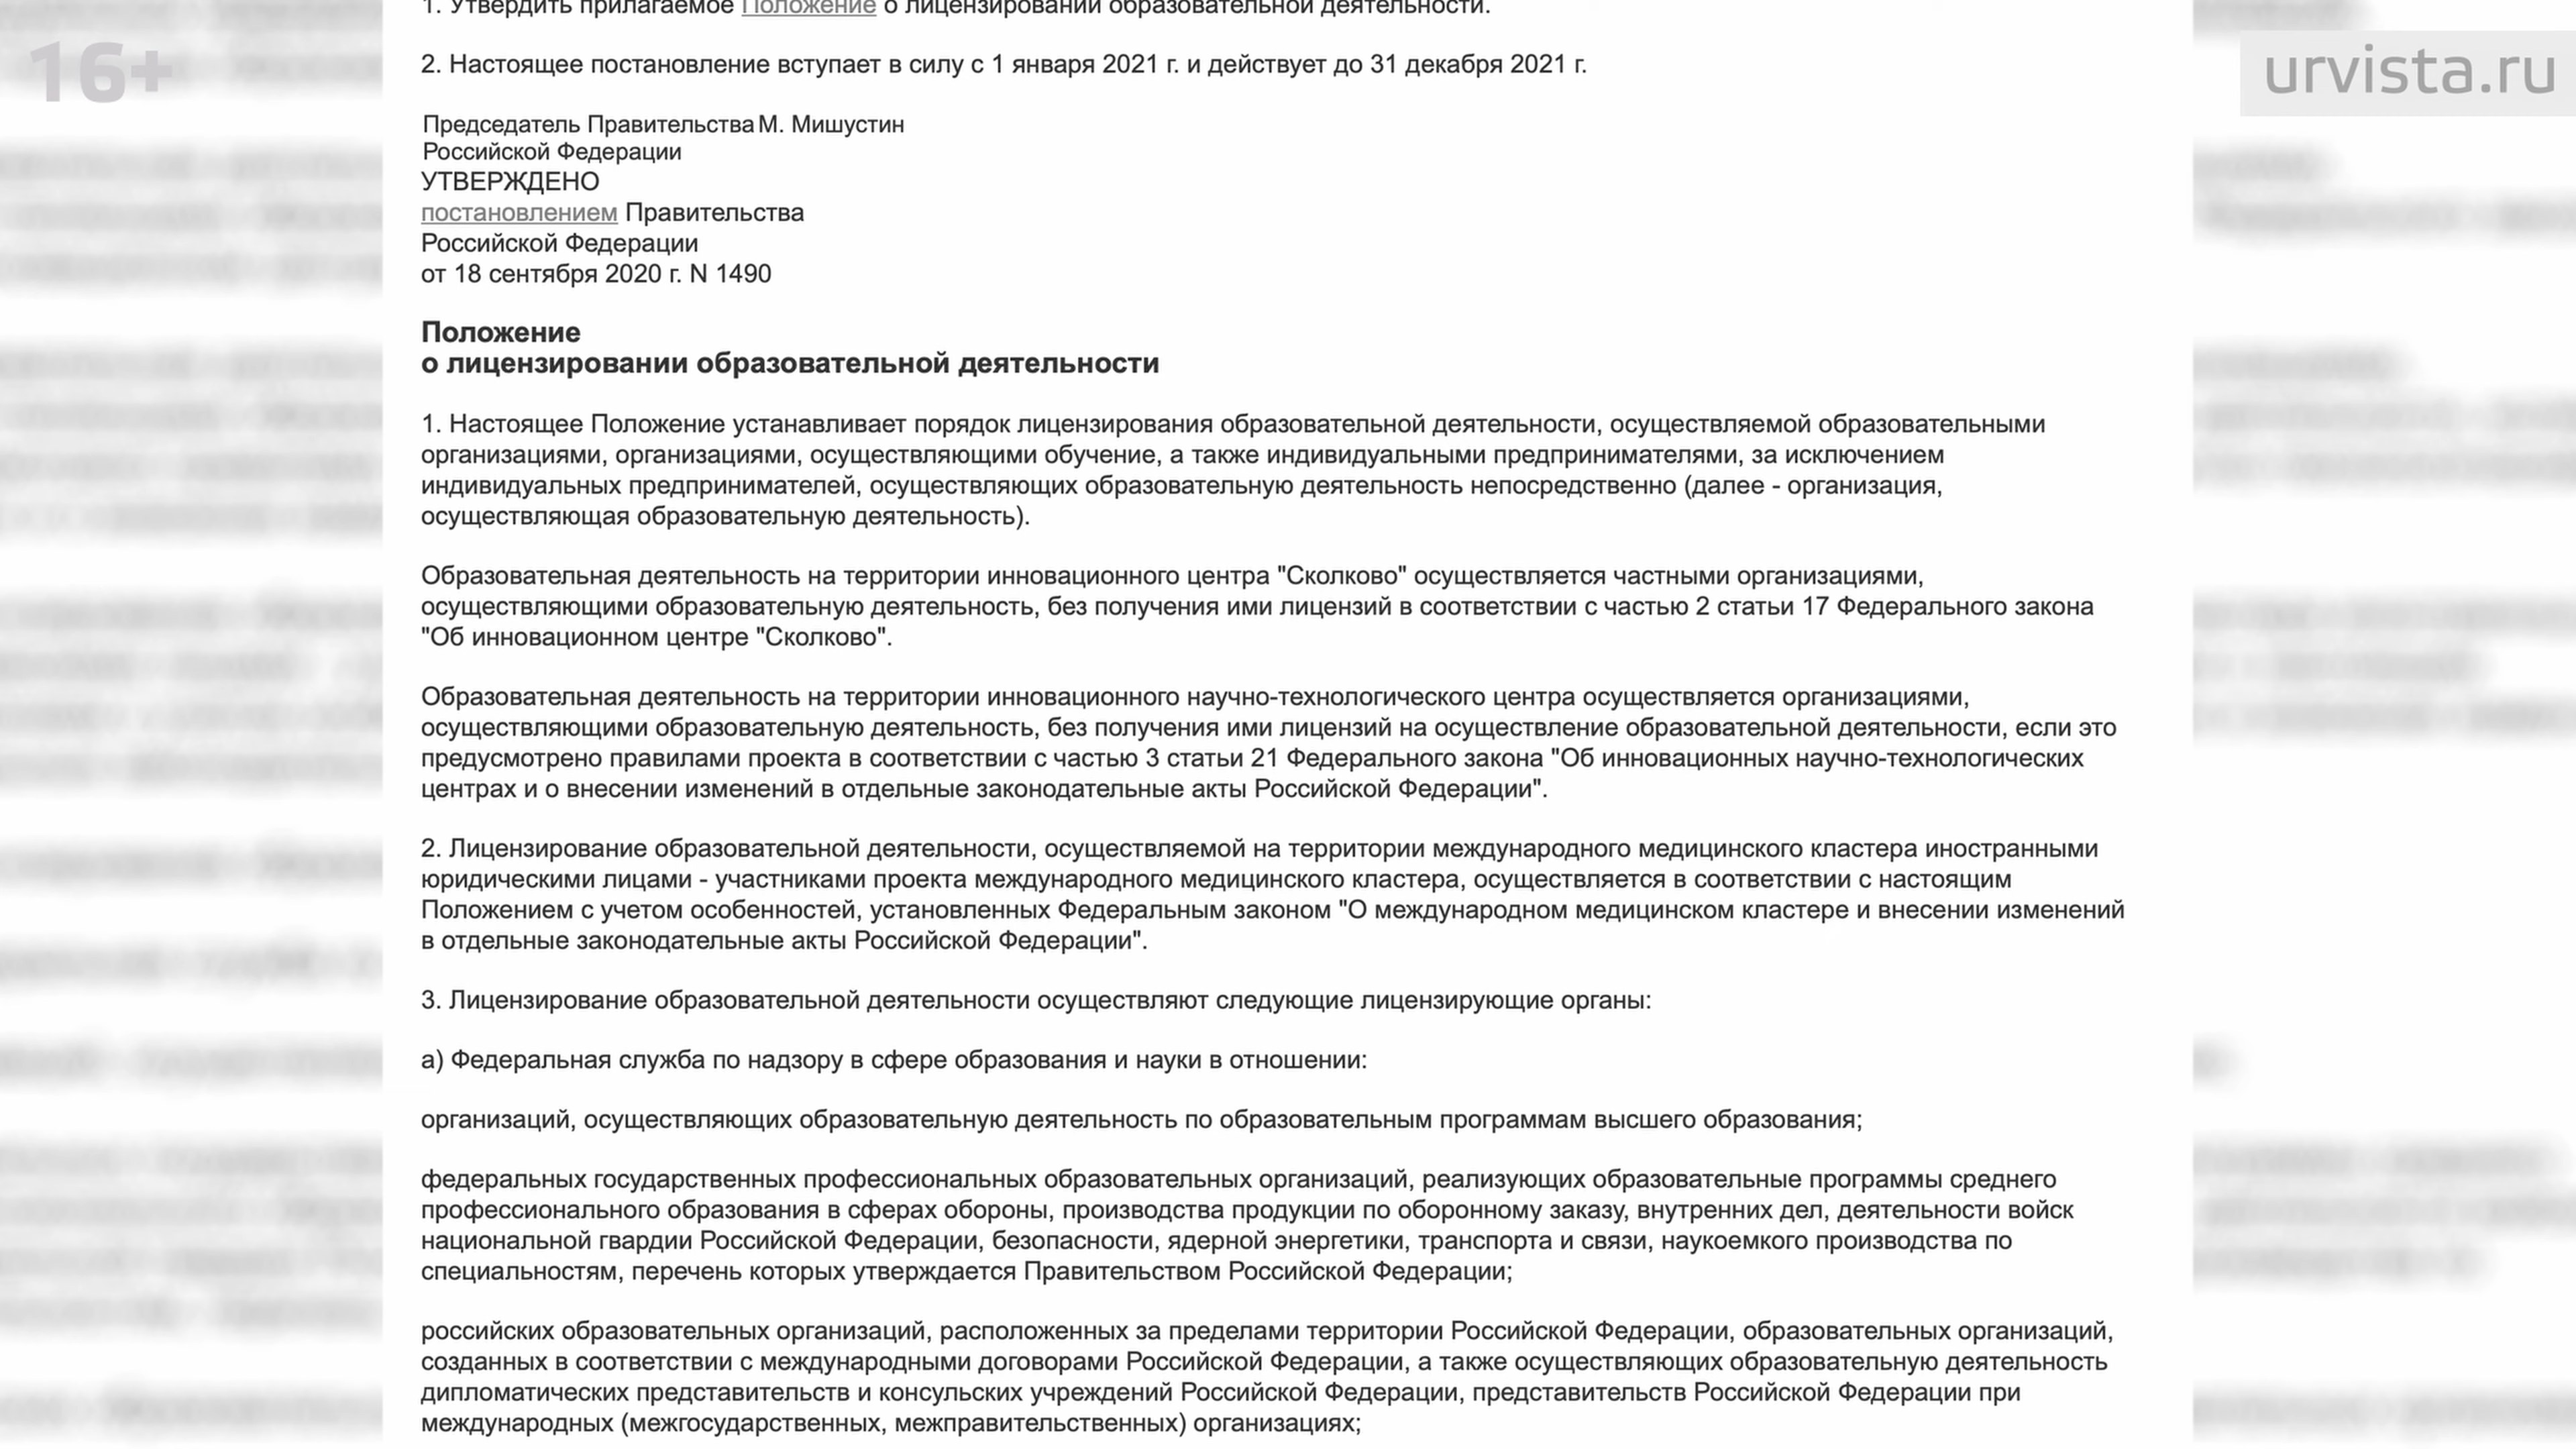 1. Утвердить прилагаемое Положение о лицензировании образовательной деятельности.
16+
urvista.ru
2. Настоящее постановление вступает в силу с 1 января 2021 г. и действует до 31 декабря 2021 г.
Председатель Правительства М. Мишустин
Российской Федерации
УТВЕРЖДЕНО
постановлением Правительства
Российской Федерации
от 18 сентября 2020 г. N 1490
Положение
о лицензировании образовательной деятельности
1. Настоящее Положение устанавливает порядок лицензирования образовательной деятельности, осуществляемой образовательными
организациями, организациями, осуществляющими обучение, а также индивидуальными предпринимателями, за исключением
индивидуальных предпринимателей, осуществляющих образовательную деятельность непосредственно (далее - организация,
осуществляющая образовательную деятельность).
Образовательная деятельность на территории инновационного центра "Сколково" осуществляется частными организациями,
осуществляющими образовательную деятельность, без получения ими лицензий в соответствии с частью 2 статьи 17 Федерального закона
"Об инновационном центре "Сколково".
Образовательная деятельность на территории инновационного научно-технологического центра осуществляется организациями,
осуществляющими образовательную деятельность, без получения ими лицензий на осуществление образовательной деятельности, если это
предусмотрено правилами проекта в соответствии с частью 3 статьи 21 Федерального закона "Об инновационных научно-технологических
центрах и о внесении изменений в отдельные законодательные акты Российской Федерации".
2. Лицензирование образовательной деятельности, осуществляемой на территории международного медицинского кластера иностранными
юридическими лицами - участниками проекта международного медицинского кластера, осуществляется в соответствии с настоящим
Положением с учетом особенностей, установленных Федеральным законом "О международном медицинском кластере и внесении изменений
в отдельные законодательные акты Российской Федерации".
3. Лицензирование образовательной деятельности осуществляют следующие лицензирующие органы:
а) Федеральная служба по надзору в сфере образования и науки в отношении:
организаций, осуществляющих образовательную деятельность по образовательным программам высшего образования;
федеральных государственных профессиональных образовательных организаций, реализующих образовательные программы среднего
профессионального образования в сферах обороны, производства продукции по оборонному заказу, внутренних дел, деятельности войск
национальной гвардии Российской Федерации, безопасности, ядерной энергетики, транспорта и связи, наукоемкого производства по
специальностям, перечень которых утверждается Правительством Российской Федерации;
российских образовательных организаций, расположенных за пределами территории Российской Федерации, образовательных организаций,
созданных в соответствии с международными договорами Российской Федерации, а также осуществляющих образовательную деятельность
дипломатических представительств и консульских учреждений Российской Федерации, представительств Российской Федерации при
международных (межгосударственных, межправительственных) организациях;